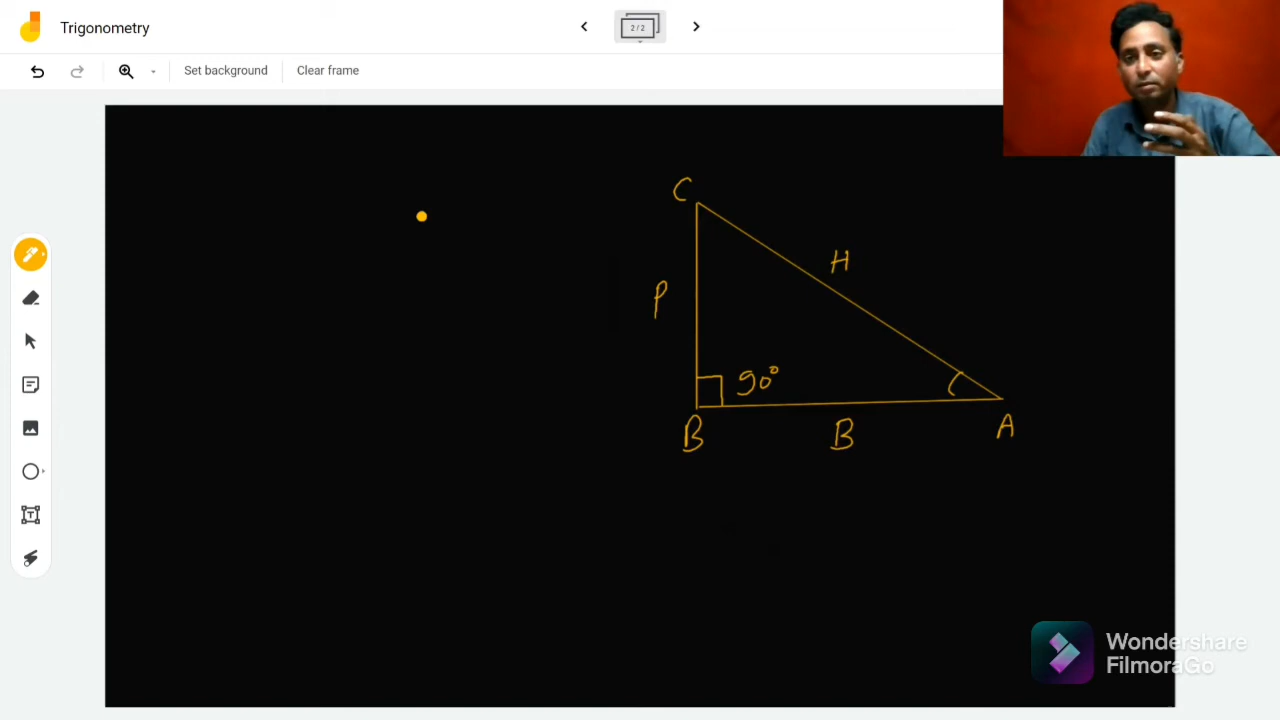 Trigonometry
2/2
Set background
Clear frame
C
H
P
90°
B
B
A
T
Wondershare
FilmoraGo